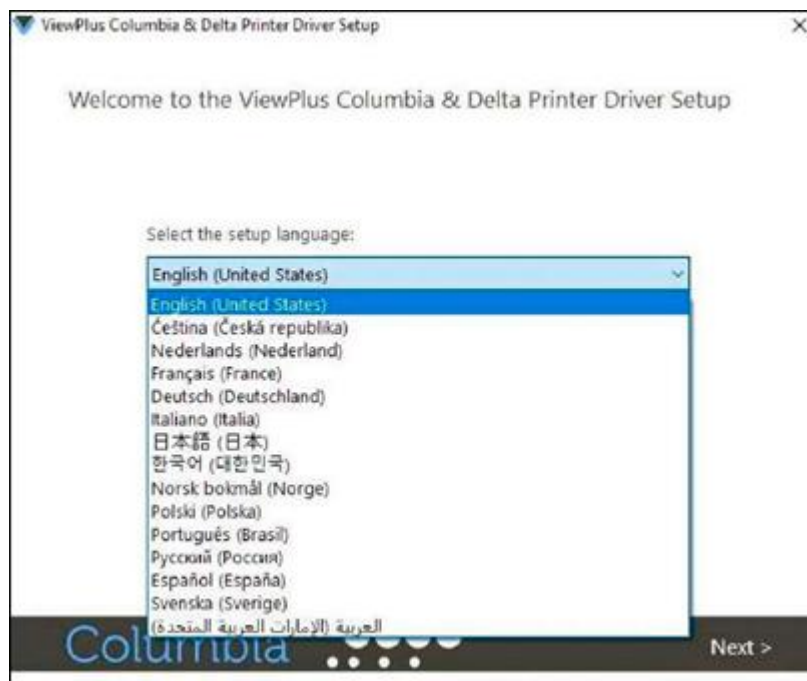 ViewPlus Columbia & Delta Printer Driver Setup
Welcome to the ViewPlus Columbia & Delta Printer Driver Setup
Select the setup language:
English (United States)
English (United States)
Čeština (Česká republika)
Nederlands (Nederland)
Français (France)
Deutsch (Deutschland)
Italiano (Italia)
日本語 (日本)
한국어 (대한민국)
Norsk bokmål (Norge)
Polski (Polska)
Português (Brasil)
Русский (Россия)
Español (España)
Svenska (Sverige)
العربية (الإمارات العربية المتحدة)
Columbia
Next >